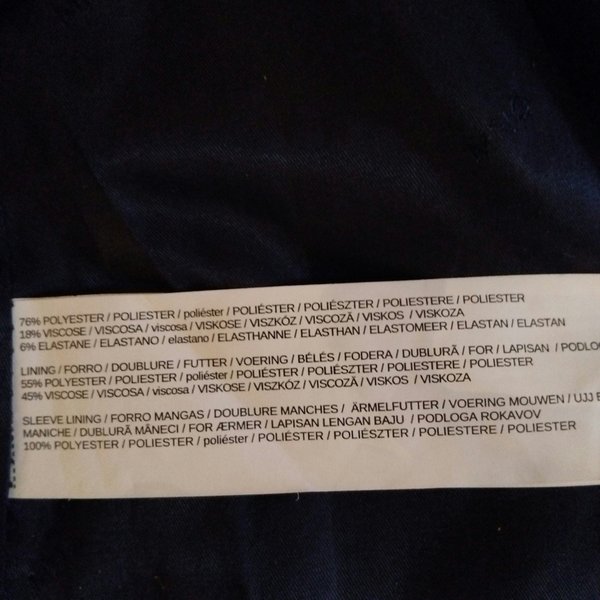 76% POLYESTER / POLIESTER / poliéster / POLIÉSTER / POLIÉSZTER / POLIESTERE / POLIESTER
18% VISCOSE / VISCOSA / viscosa / VISKOSE / VISZKÓZ / VISCOZĂ / VISKOS / VISKOZA
6% ELASTANE / ELASTANO / elastano / ELASTHANNE / ELASTHAN / ELASTOMEER / ELASTAN / ELASTAN
LINING / FORRO / DOUBLURE / FUTTER / VOERING / BÉLÉS / FODERA / DUBLURĂ / FOR / LAPISAN / PODLO
55% POLYESTER / POLIESTER / poliéster / POLIÉSTER / POLIÉSZTER / POLIESTERE / POLIESTER
45% VISCOSE / VISCOSA / viscosa / VISKOSE / VISZKÓZ / VISCOZĂ / VISKOS / VISKOZA
SLEEVE LINING / FORRO MANGAS / DOUBLURE MANCHES / ÄRMELFUTTER / VOERING MOUWEN / UJJ
MANICHE / DUBLURĂ MÂNECI / FOR ÆRMER / LAPISAN LENGAN BAJU / PODLOGA ROKAVOV
100% POLYESTER / POLIESTER / poliéster / POLIÉSTER / POLIÉSZTER / POLIESTERE / POLIESTER